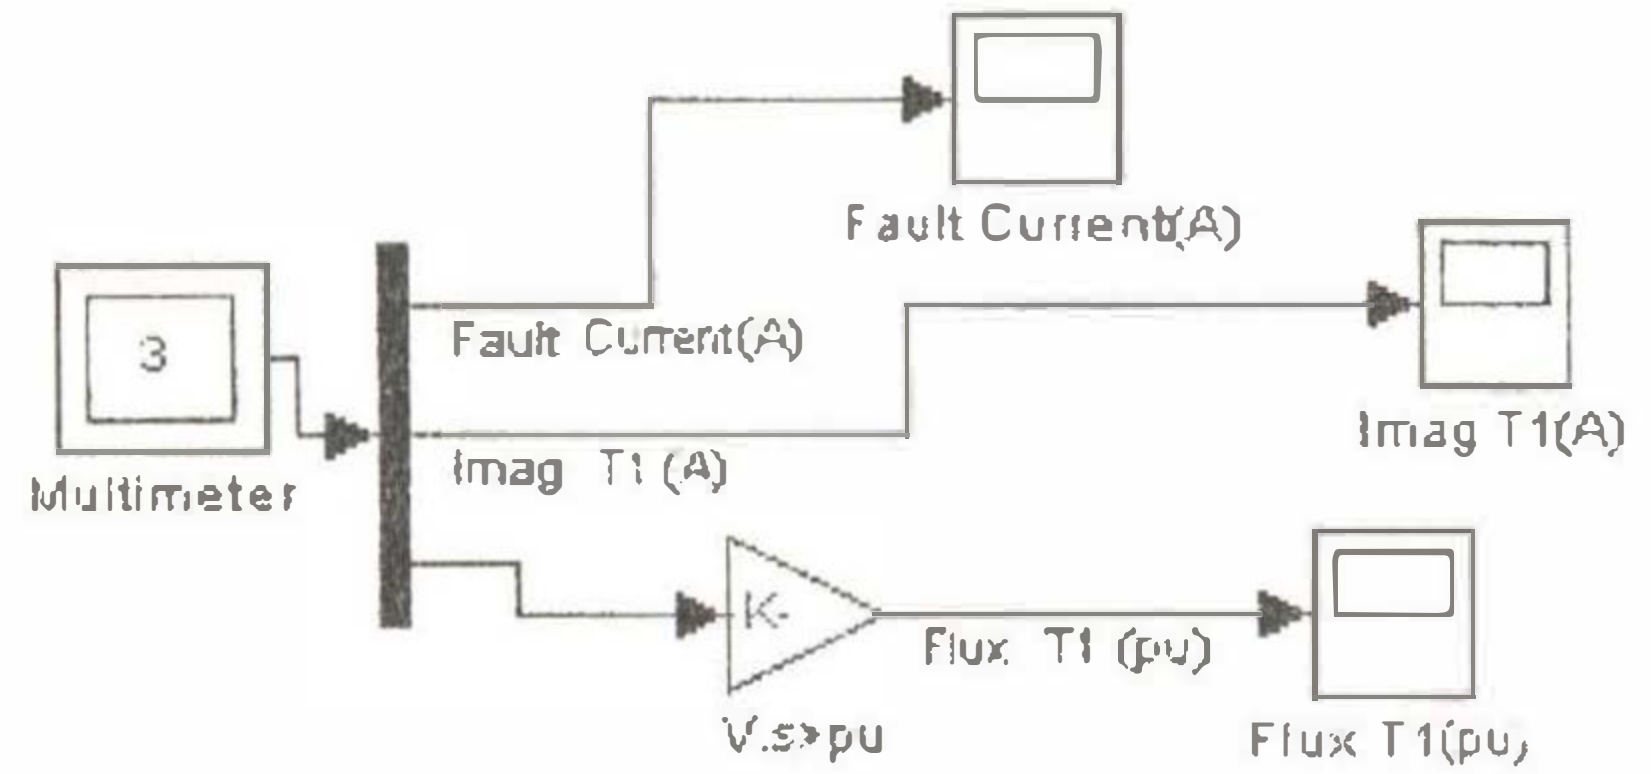 Fault Current(A)
3
Fault Current(A)
Imag T1(A)
Multimeter
Imag T1 (A)
K-
Flux T1 (pu)
V.s>pu
Flux T1(pu)